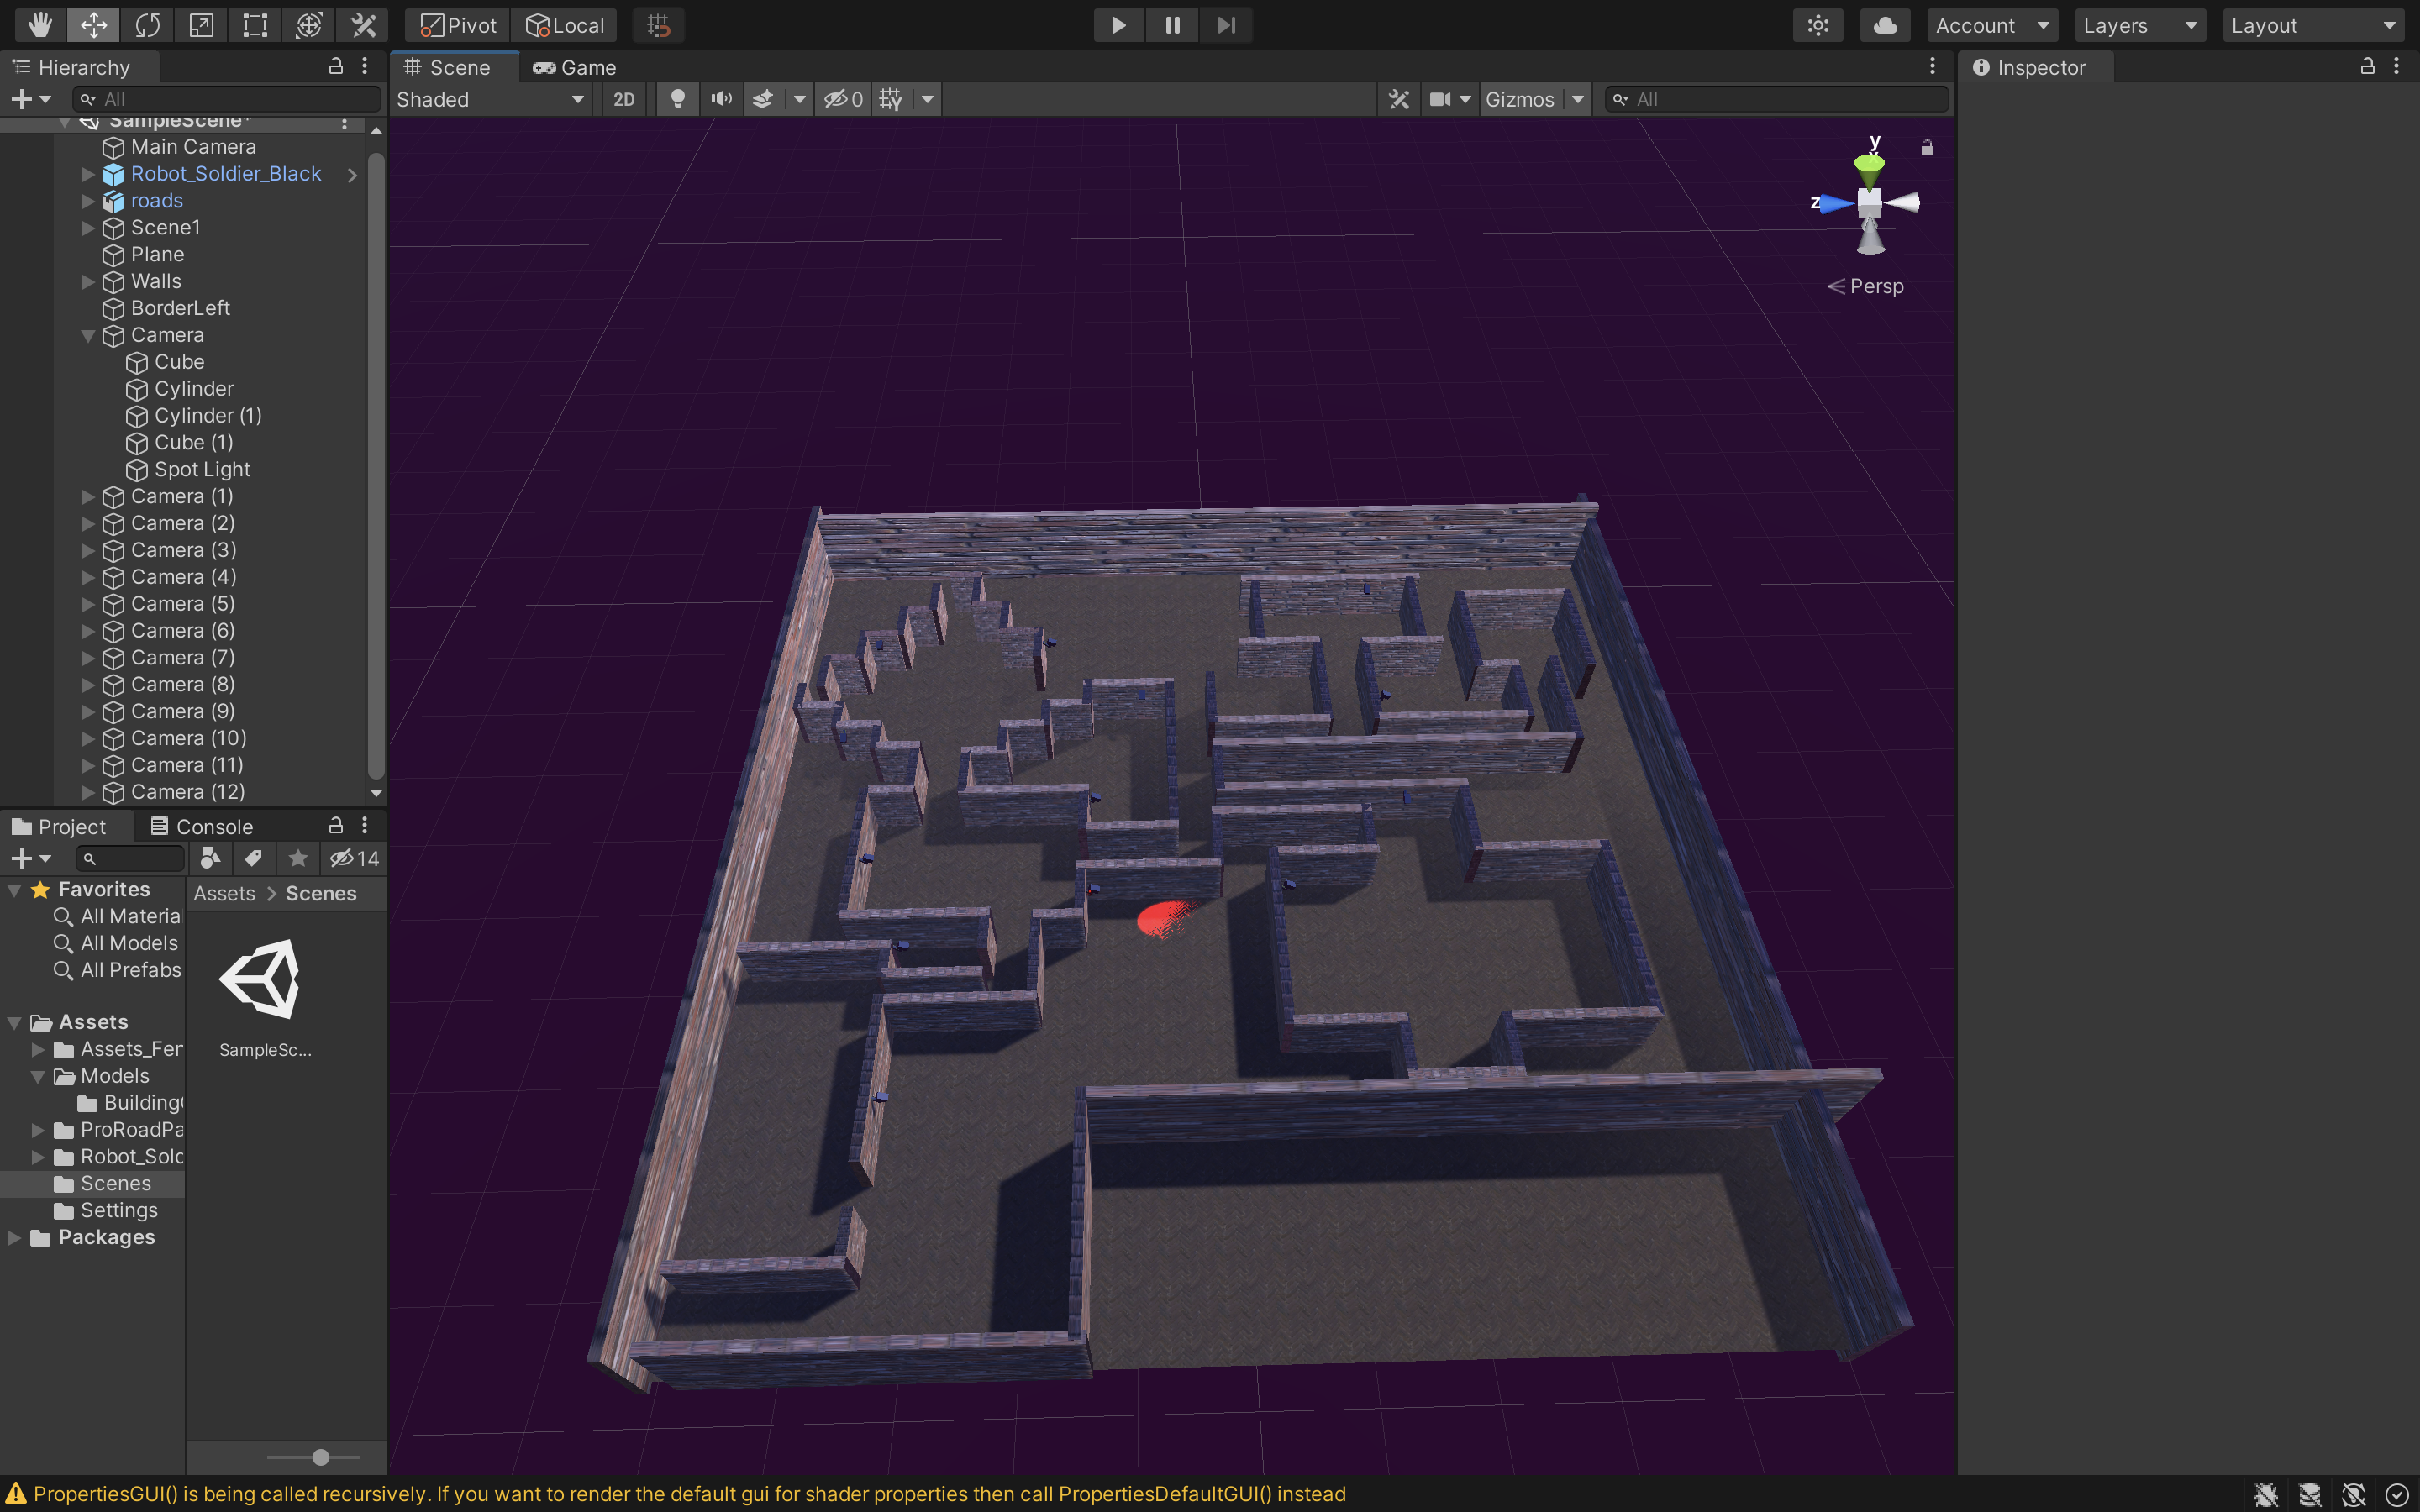 Pivot Local Account Layers Layout
Hierarchy
All
SampleScene*
Main Camera
Robot_Soldier_Black
roads
Scene1
Plane
Walls
BorderLeft
Camera
Cube
Cylinder
Cylinder (1)
Cube (1)
Spot Light
Camera (1)
Camera (2)
Camera (3)
Camera (4)
Camera (5)
Camera (6)
Camera (7)
Camera (8)
Camera (9)
Camera (10)
Camera (11)
Camera (12)
Scene Game
Shaded 2D 0 Gizmos All
y
x
z
Persp
Inspector
Project Console
14
Favorites
All Materia
All Models
All Prefabs
Assets
Assets_Fer
Models
Building
ProRoadPa
Robot_Sold
Scenes
Settings
Packages
Assets > Scenes
SampleSc...
PropertiesGUI() is being called recursively. If you want to render the default gui for shader properties then call PropertiesDefaultGUI() instead